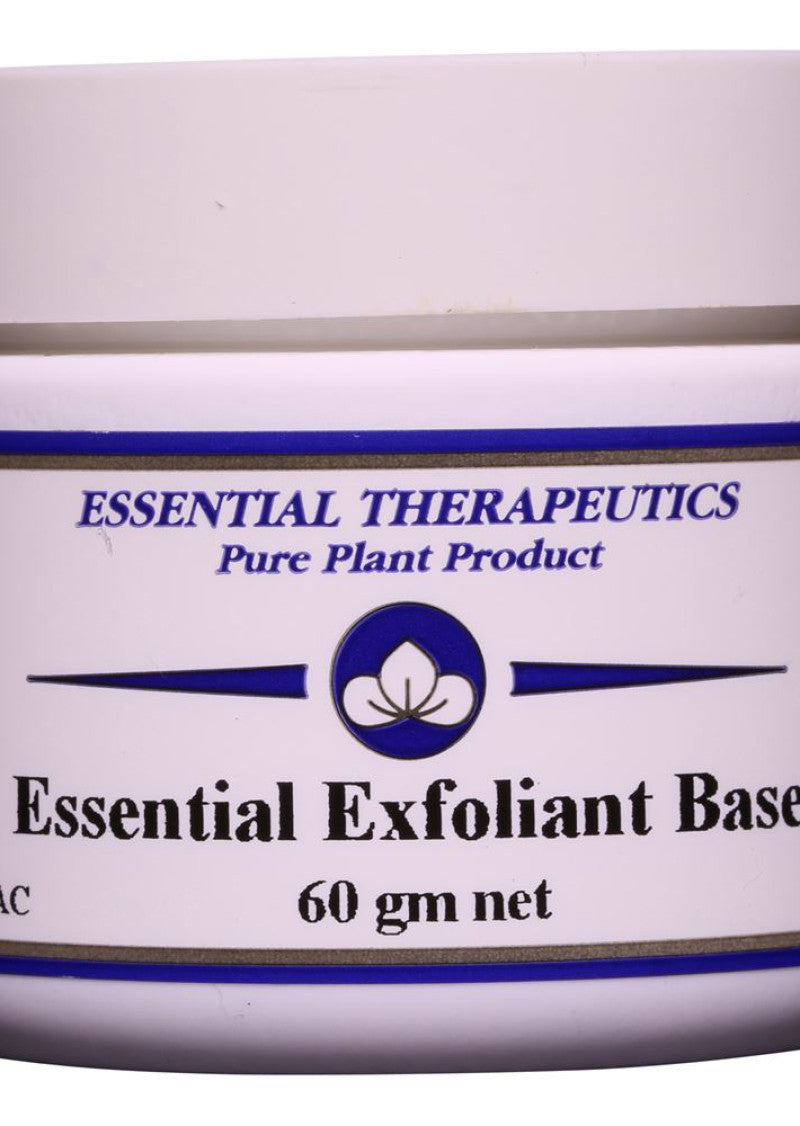 ESSENTIAL THERAPEUTICS
Pure Plant Product
Essential Exfoliant Base
AC
60 gm net